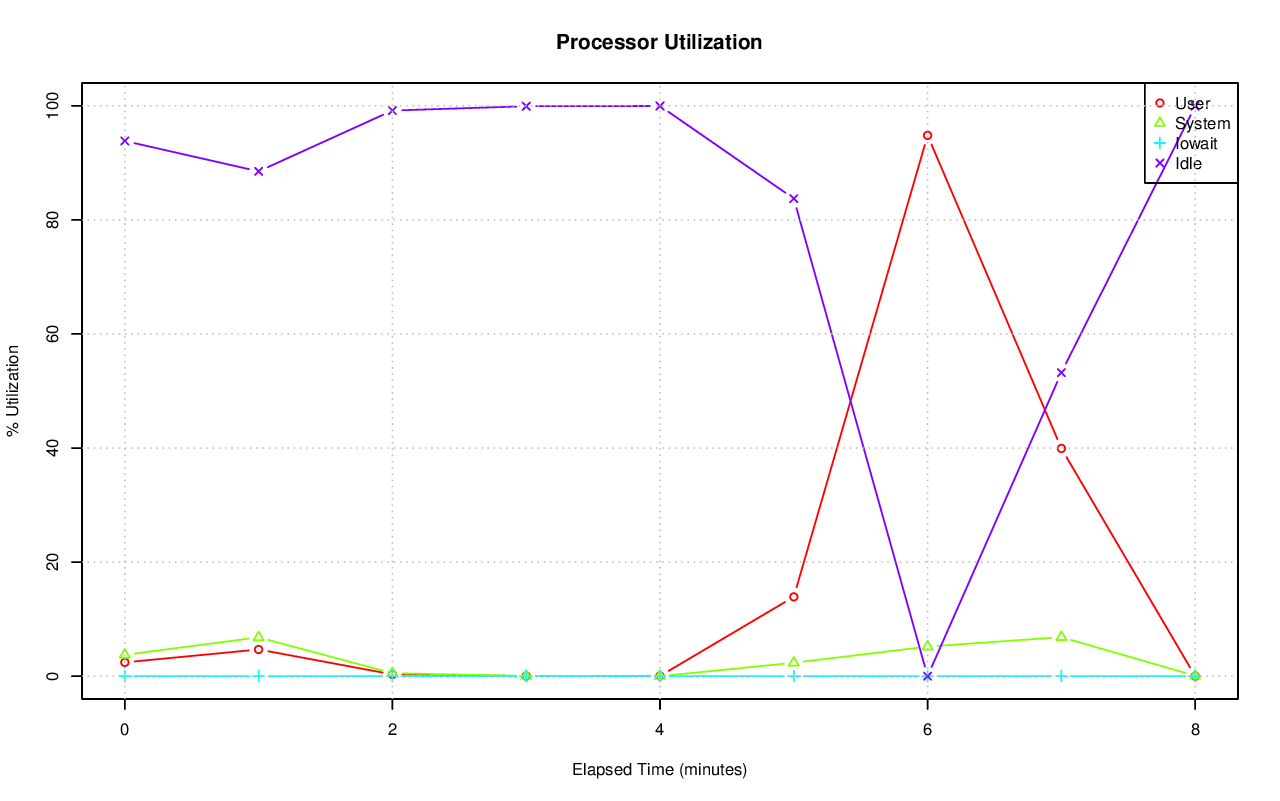 Processor Utilization
100
80
60
40
20
0
% Utilization
User
System
Iowait
Idle
0 2 4 6 8
Elapsed Time (minutes)